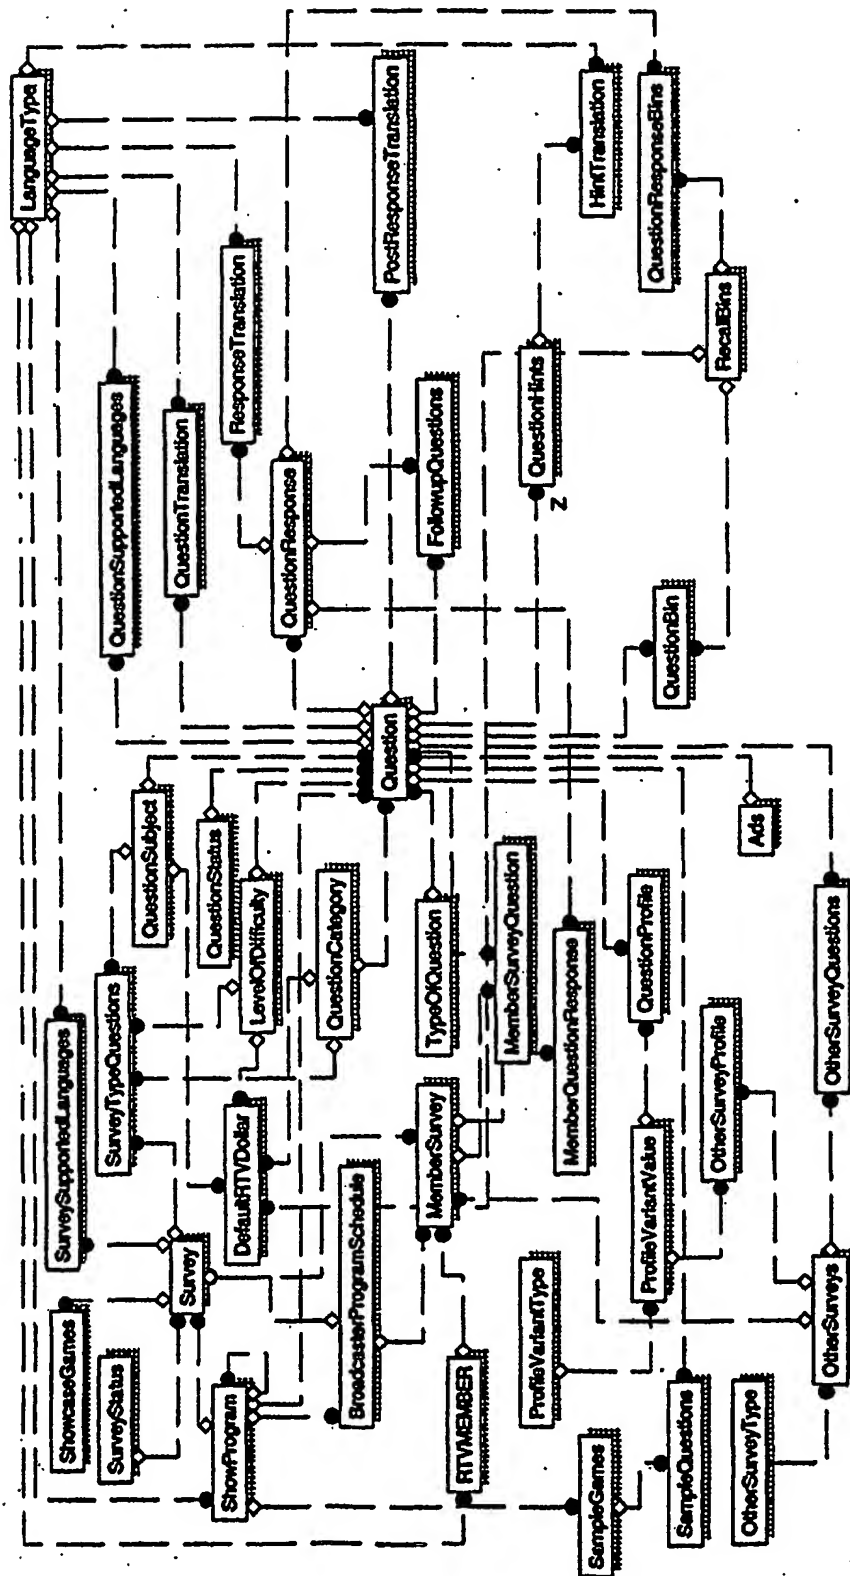 LanguageType
SurveySupportedLanguages
QuestionSupportedLanguages
ShowcaseGames
SurveyTypeQuestions
SurveyStatus
Survey
QuestionSubject
QuestionTranslation
QuestionStatus
ResponseTranslation
ShowProgram
DefaultRTVDollar
LevelOfDifficulty
QuestionResponse
QuestionCategory
BroadcasterProgramSchedule
Question
PostResponseTranslation
MemberSurvey
TypeOfQuestion
FollowupQuestions
RTVMEMBER
MemberSurveyQuestion
QuestionHints
Z
ProfileVariantType
MemberQuestionResponse
HintTranslation
SampleGames
ProfileVariantValue
QuestionProfile
QuestionBin
QuestionResponseBins
SampleQuestions
OtherSurveyProfile
RecallBins
OtherSurveyType
Ads
OtherSurveys
OtherSurveyQuestions